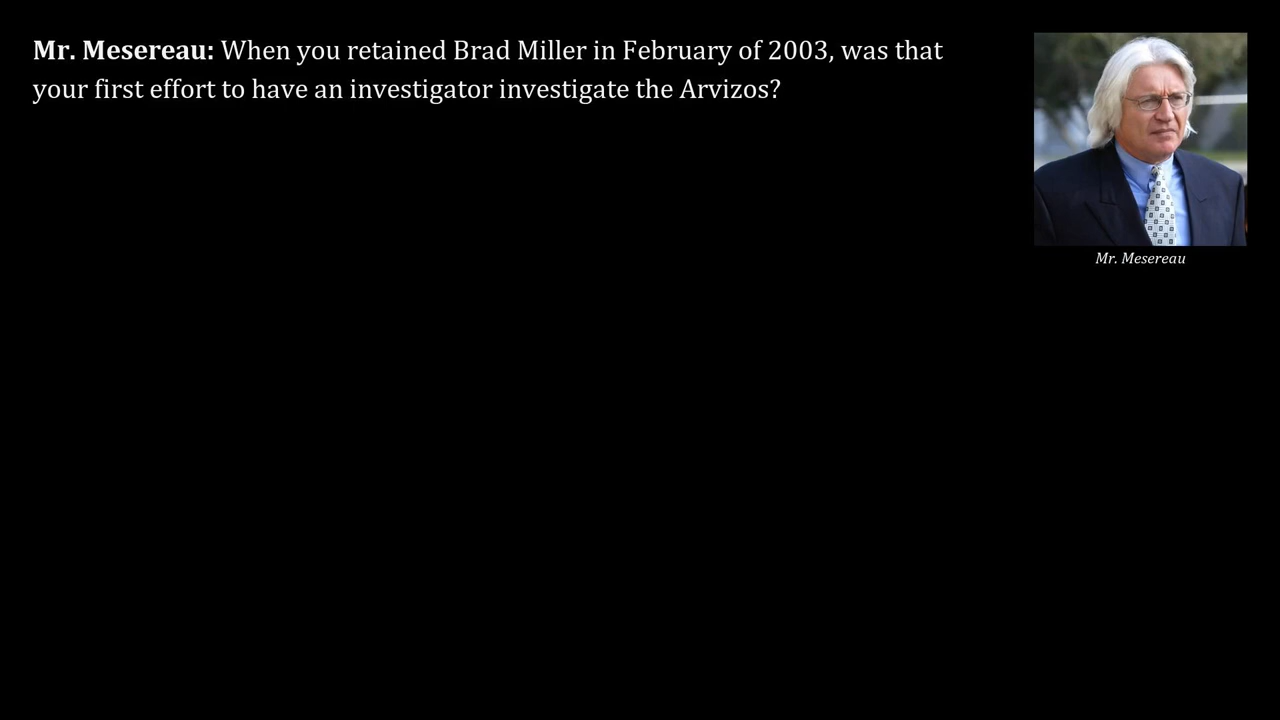 Mr. Mesereau: When you retained Brad Miller in February of 2003, was that
your first effort to have an investigator investigate the Arvizos?
Mr. Mesereau